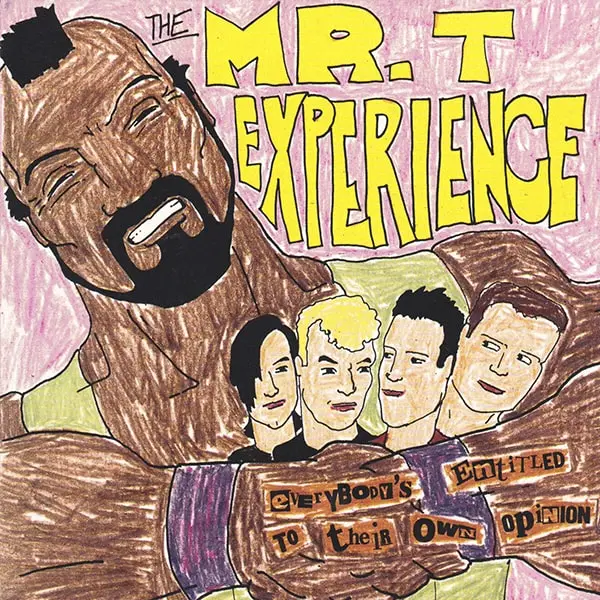 THE MR. T
EXPERIENCE
everyBODY'S ENtITLED
TO theiR OWN OPINION